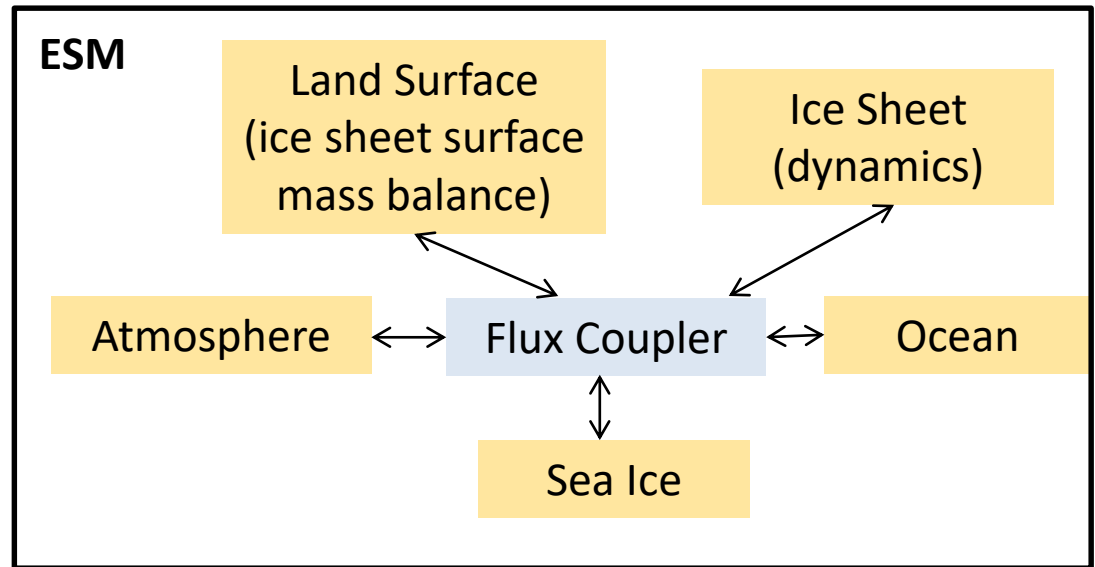 ESM
Land Surface
(ice sheet surface
mass balance)
Ice Sheet
(dynamics)
Atmosphere
Flux Coupler
Ocean
Sea Ice